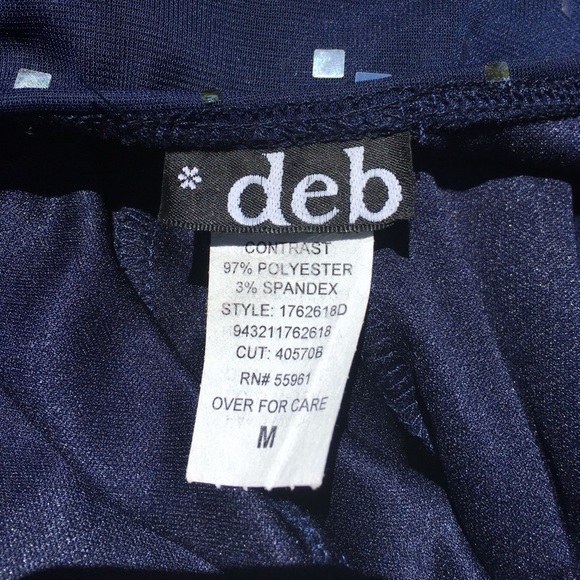 * deb
CONTRAST
97% POLYESTER
3% SPANDEX
STYLE: 1762618D
943211762618
CUT: 40570B
RN# 55961
OVER FOR CARE
M